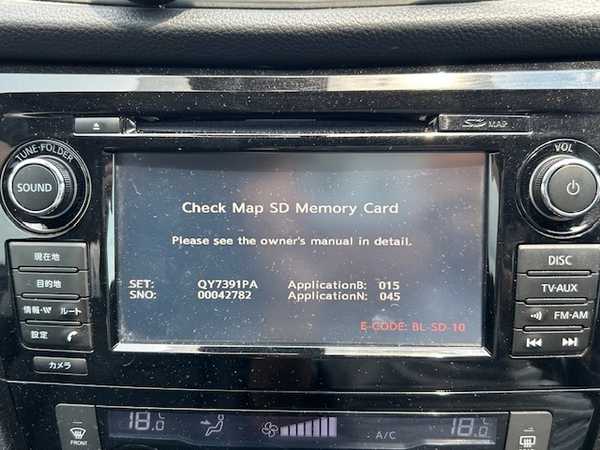 SD MAP
TUNE·FOLDER
SOUND
現在地
目的地
情報・W ルート
設定
カメラ
Check Map SD Memory Card
Please see the owner's manual in detail.
SET: QY7391PA ApplicationB: 015
SNO: 00042782 ApplicationN: 045
E-CODE: BL-SD-10
VOL
DISC
TV-AUX
FM-AM
FRONT
18.0
A/C
18.0
REAR